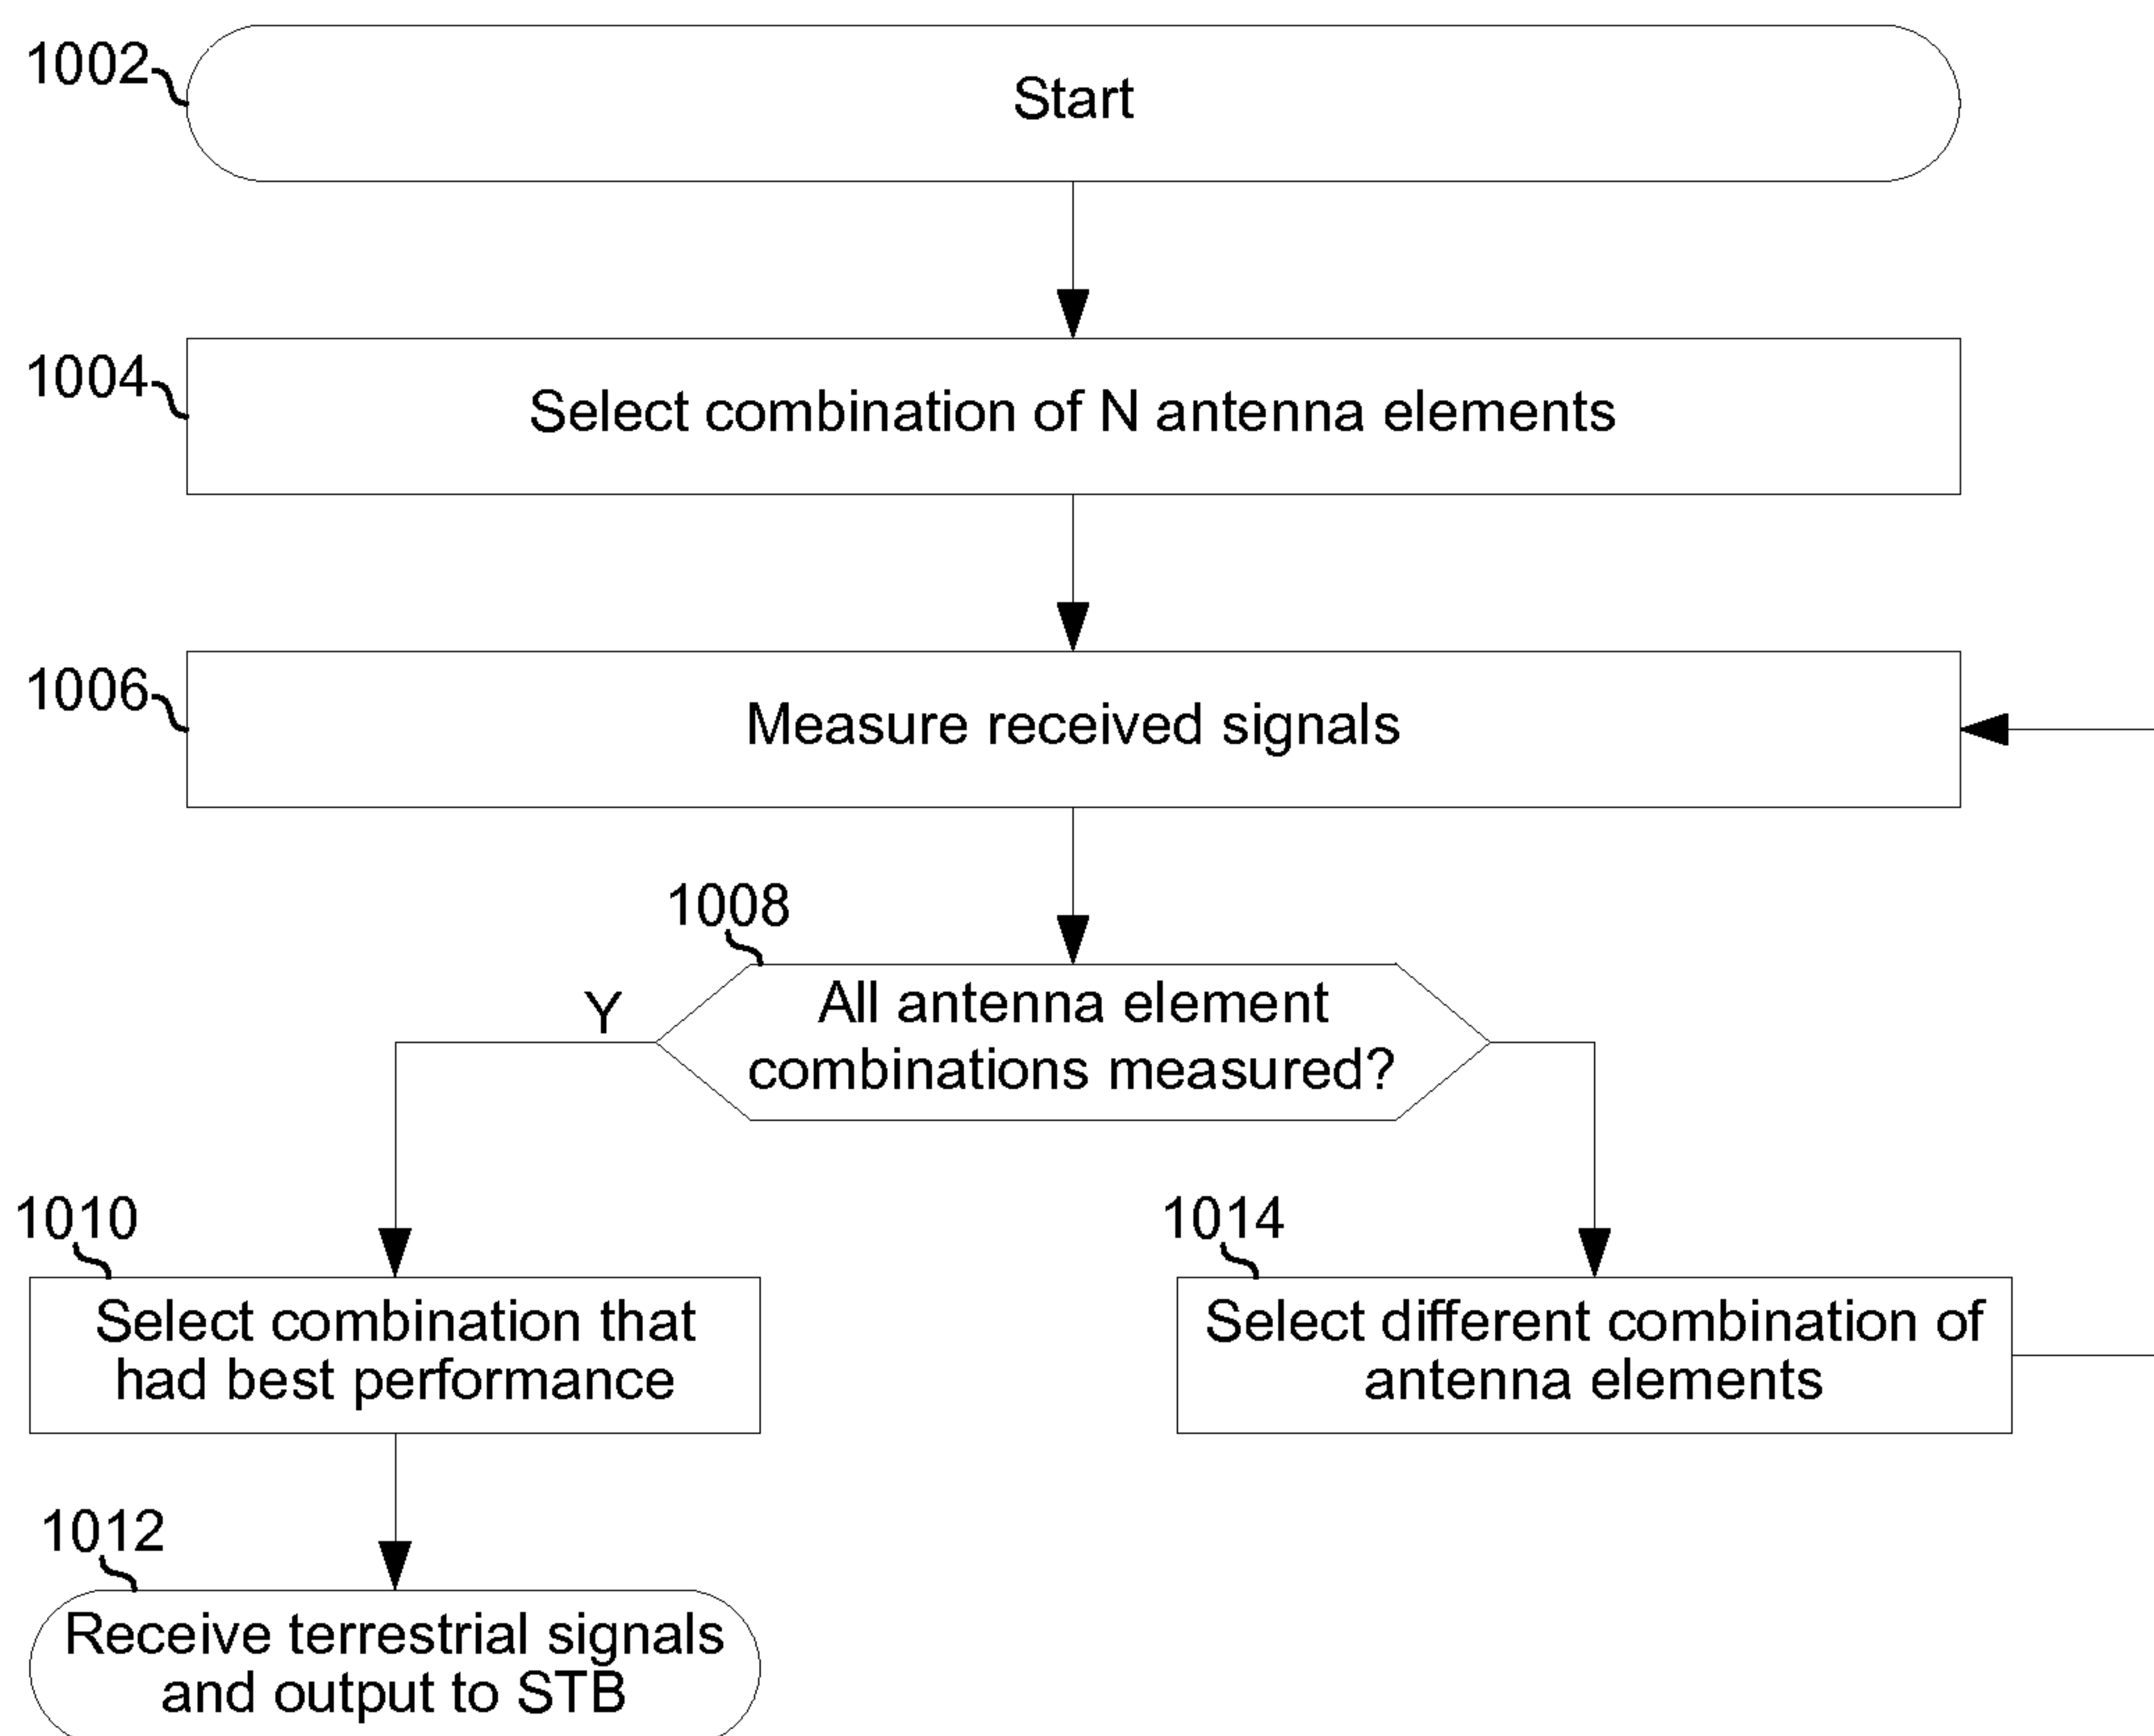 1002
Start
1004
Select combination of N antenna elements
1006
Measure received signals
1008
Y
All antenna element
combinations measured?
1010
Select combination that
had best performance
1014
Select different combination of
antenna elements
1012
Receive terrestrial signals
and output to STB